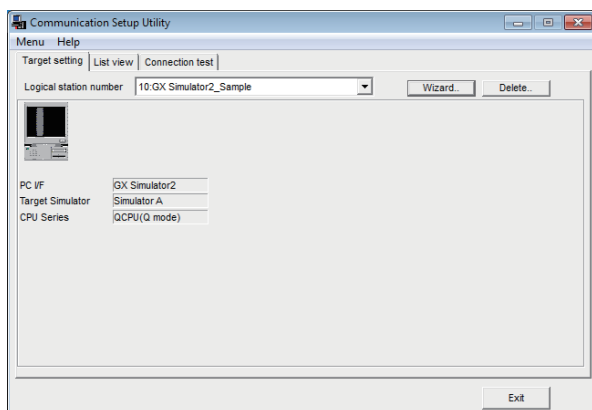 Communication Setup Utility
Menu Help
Target setting List view Connection test
Logical station number 10:GX Simulator2_Sample Wizard.. Delete..
PC I/F GX Simulator2
Target Simulator Simulator A
CPU Series QCPU(Q mode)
Exit